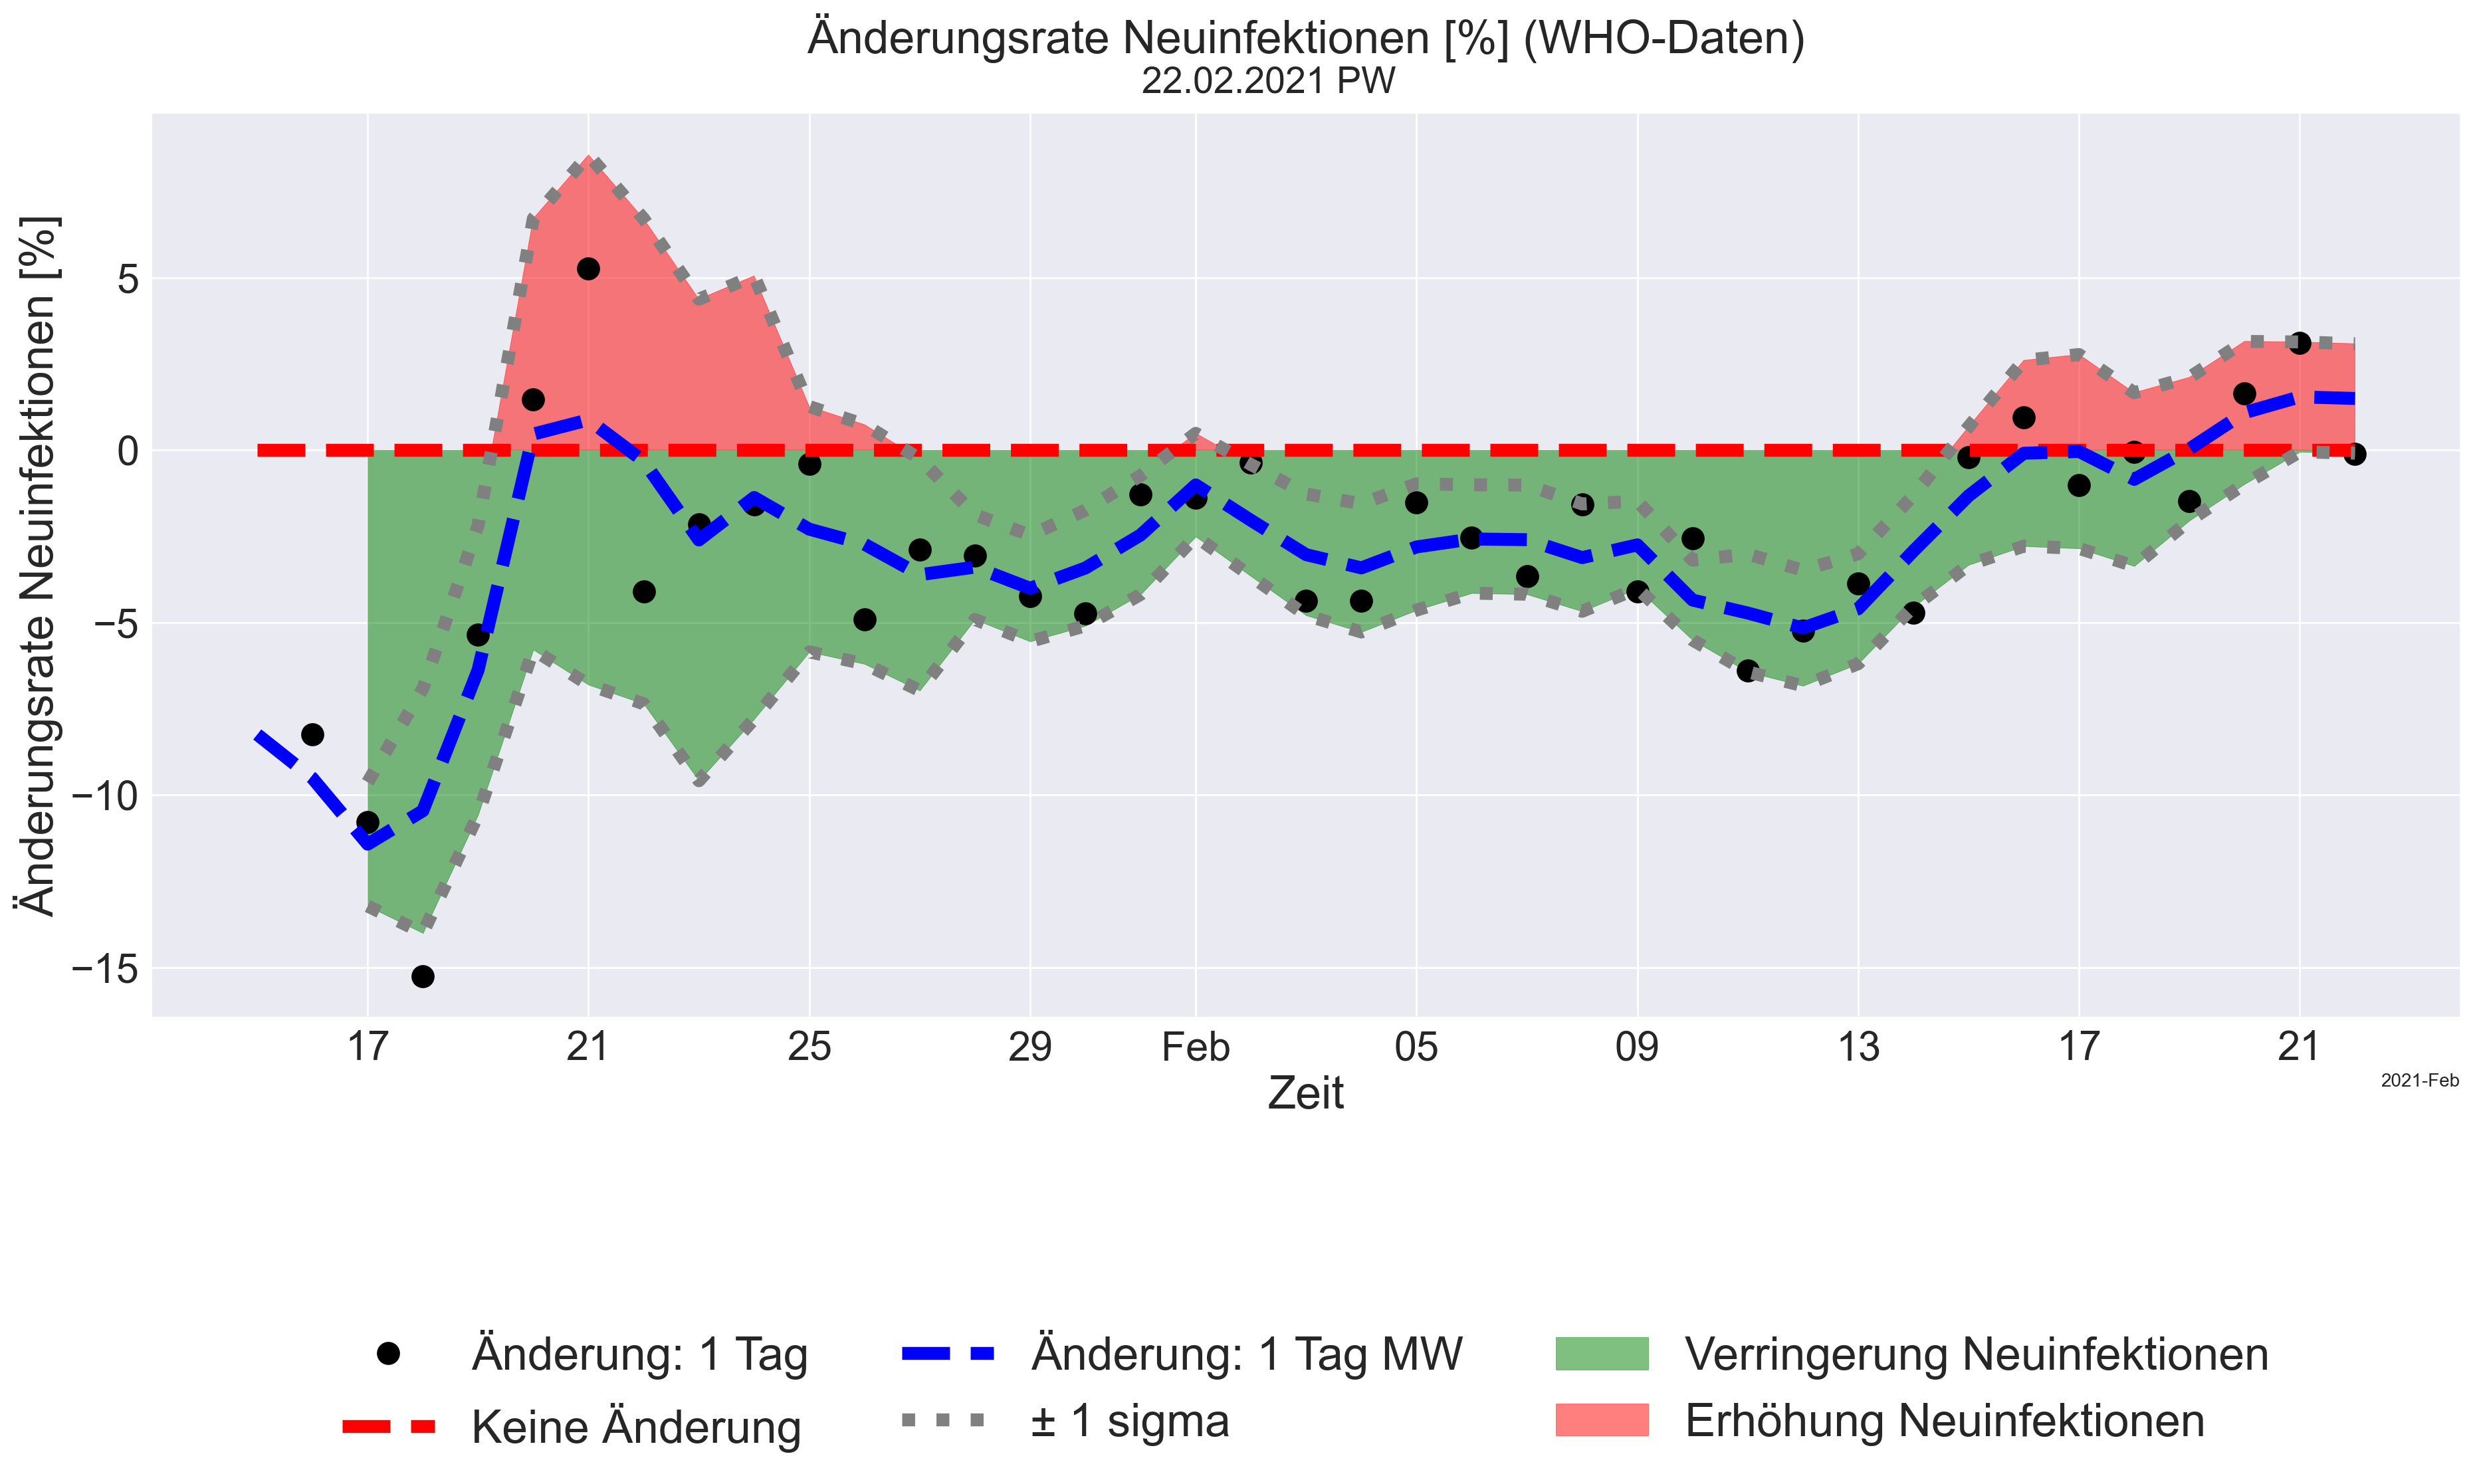 Änderungsrate Neuinfektionen [%] (WHO-Daten)
22.02.2021 PW
Änderungsrate Neuinfektionen [%]
5
0
−5
−10
−15
17 21 25 29 Feb 05 09 13 17 21
Zeit
2021-Feb
Änderung: 1 Tag
Keine Änderung
Änderung: 1 Tag MW
± 1 sigma
Verringerung Neuinfektionen
Erhöhung Neuinfektionen